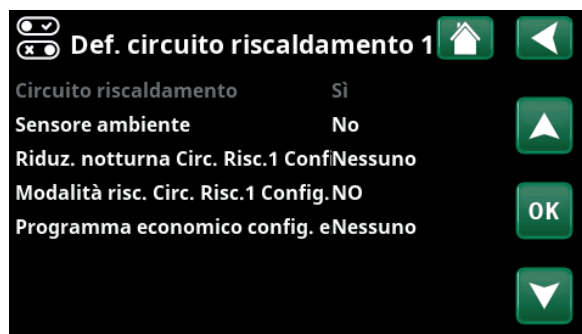 Def. circuito riscaldamento 1
Circuito riscaldamento Sì
Sensore ambiente No
Riduz. notturna Circ. Risc.1 Confi Nessuno
Modalità risc. Circ. Risc.1 Config. NO
Programma economico config. e Nessuno
OK